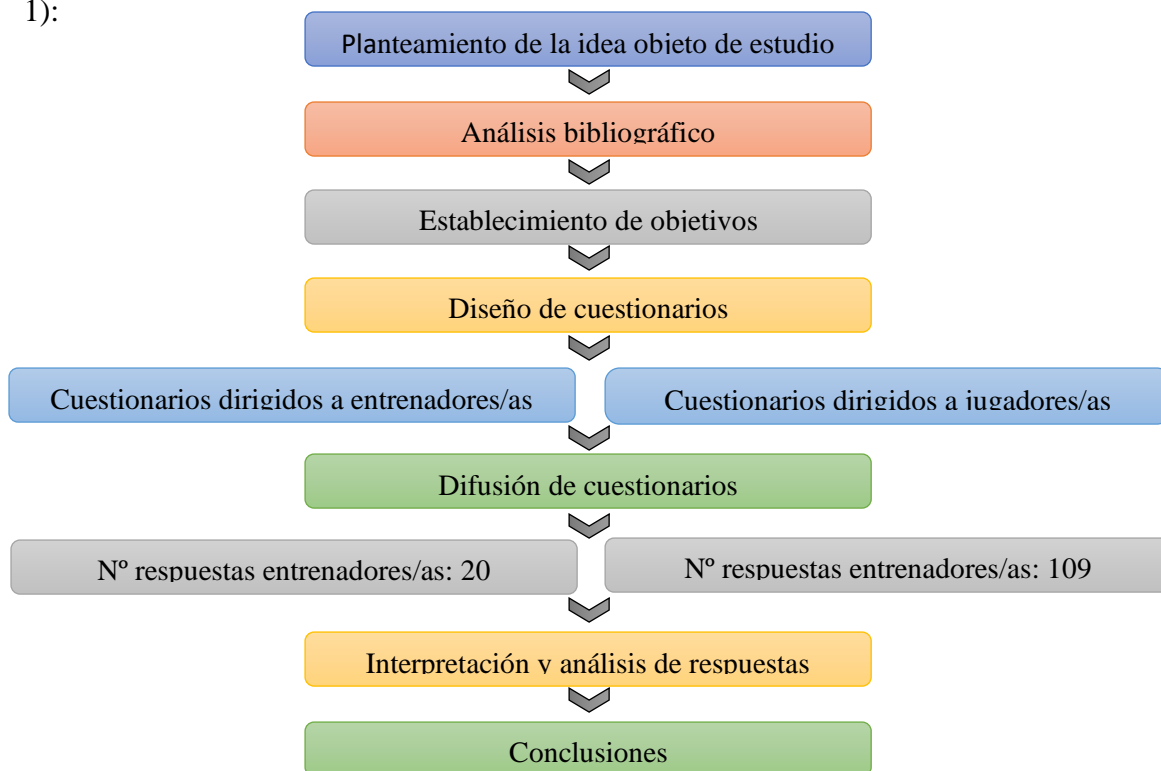 1):
Planteamiento de la idea objeto de estudio
Análisis bibliográfico
Establecimiento de objetivos
Diseño de cuestionarios
Cuestionarios dirigidos a entrenadores/as
Cuestionarios dirigidos a jugadores/as
Difusión de cuestionarios
Nº respuestas entrenadores/as: 20
Nº respuestas entrenadores/as: 109
Interpretación y análisis de respuestas
Conclusiones